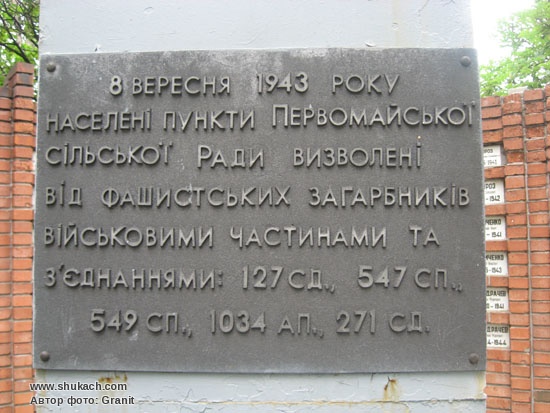 8 ВЕРЕСНЯ 1943 РОКУ
НАСЕЛЕНІ ПУНКТИ ПЕРВОМАЙСЬКОЇ
СІЛЬСЬКОЇ РАДИ ВИЗВОЛЕНІ
ВІД ФАШИСТСЬКИХ ЗАГАРБНИКІВ
ВІЙСЬКОВИМИ ЧАСТИНАМИ ТА
З'ЄДНАННЯМИ: 127 СД., 547 СП.,
549 СП., 1034 АП., 271 СД.
www.shukach.com
Автор фото: Granit